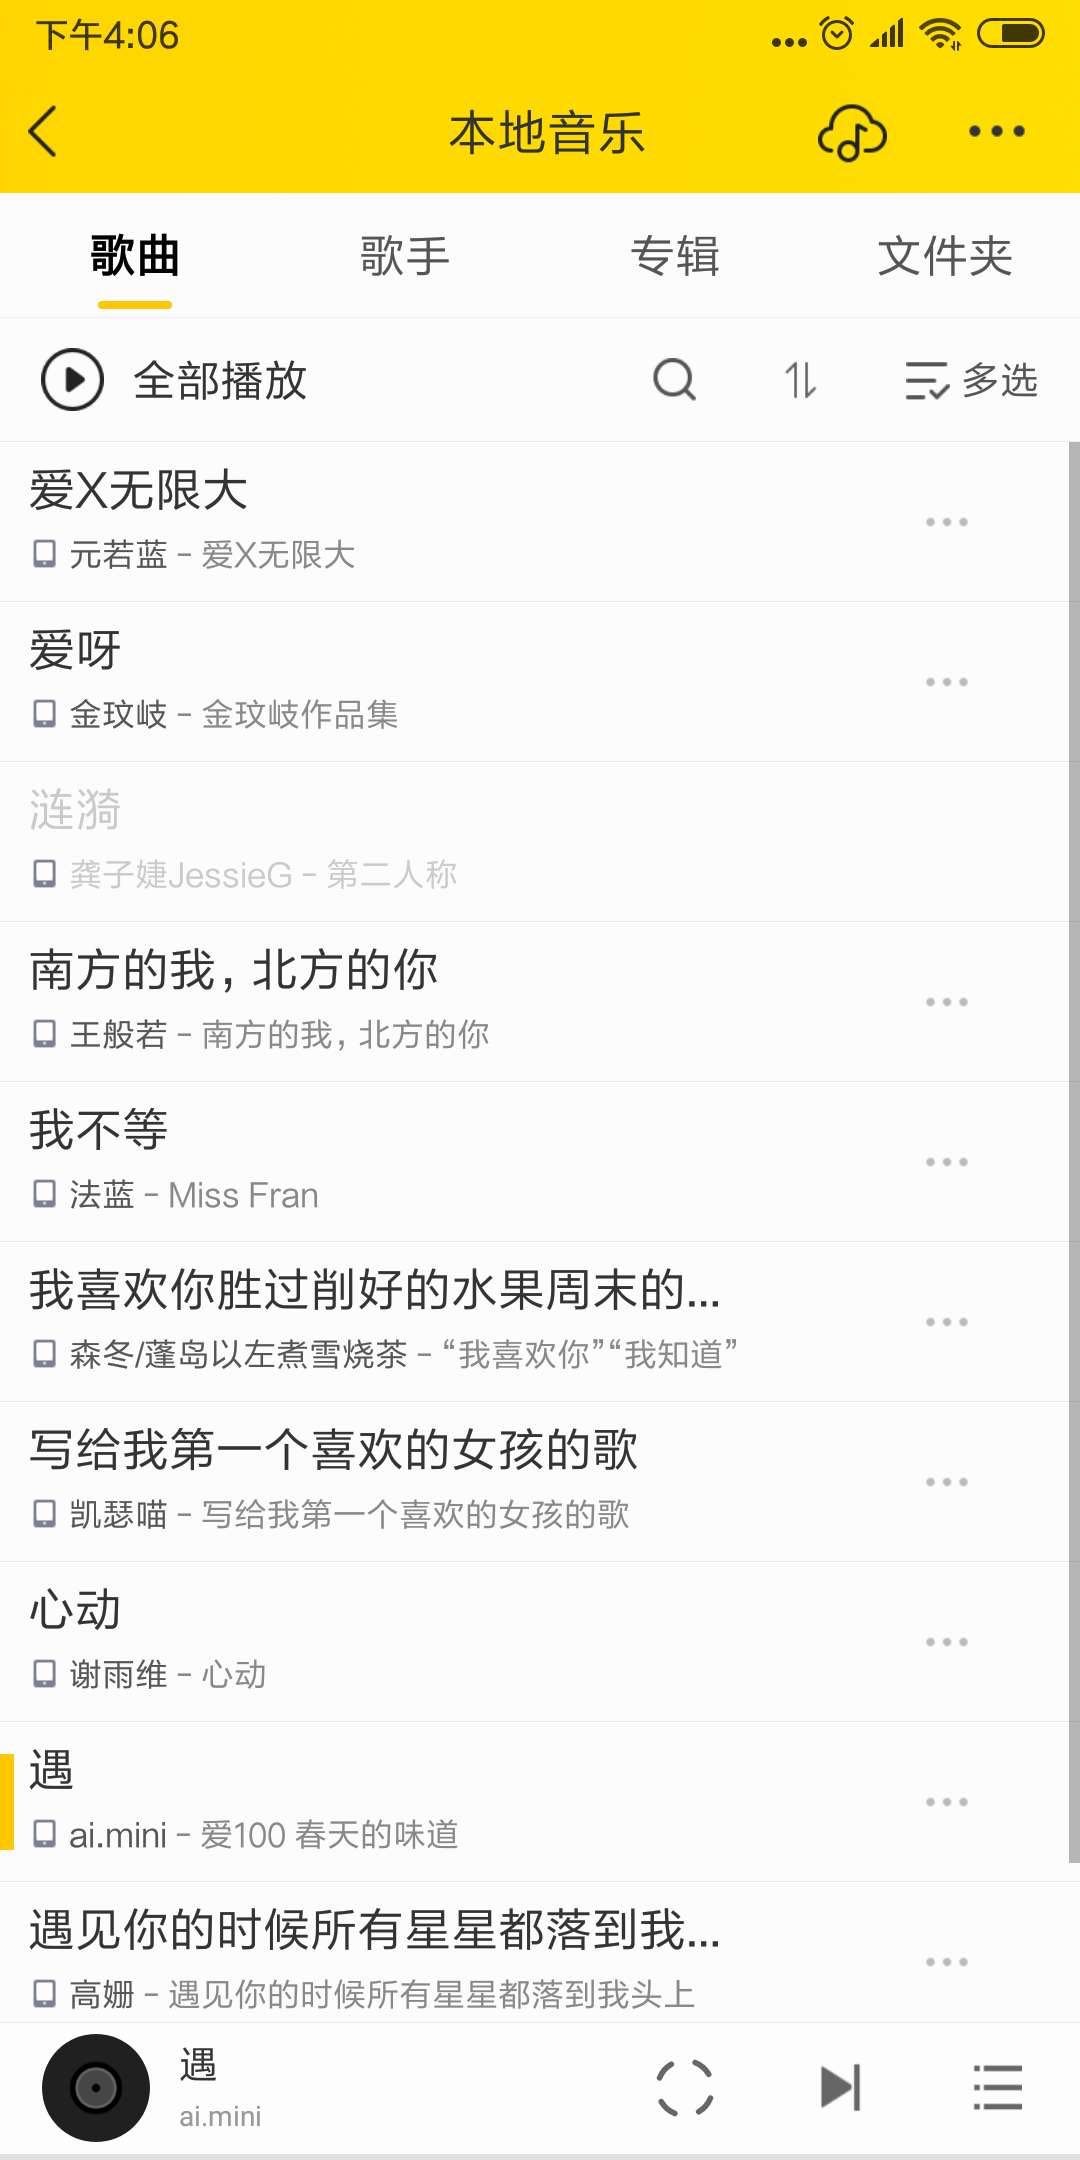 下午4:06
本地音乐
歌曲 歌手 专辑 文件夹
全部播放 多选
爱X无限大
元若蓝 - 爱X无限大
爱呀
金玟岐 - 金玟岐作品集
涟漪
龚子婕JessieG - 第二人称
南方的我, 北方的你
王般若 - 南方的我, 北方的你
我不等
法蓝 - Miss Fran
我喜欢你胜过削好的水果周末的...
森冬/蓬岛以左煮雪烧茶 - “我喜欢你”“我知道”
写给我第一个喜欢的女孩的歌
凯瑟喵 - 写给我第一个喜欢的女孩的歌
心动
谢雨维 - 心动
遇
ai.mini - 爱100 春天的味道
遇见你的时候所有星星都落到我...
高姗 - 遇见你的时候所有星星都落到我头上
遇
ai.mini